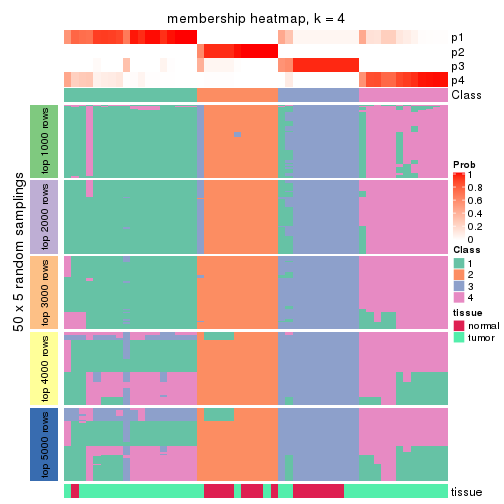 membership heatmap, k = 4
p1
p2
p3
p4
Class
50 x 5 random samplings
top 1000 rows
top 2000 rows
top 3000 rows
top 4000 rows
top 5000 rows
tissue
Prob
1
0.8
0.6
0.4
0.2
0
Class
1
2
3
4
tissue
normal
tumor